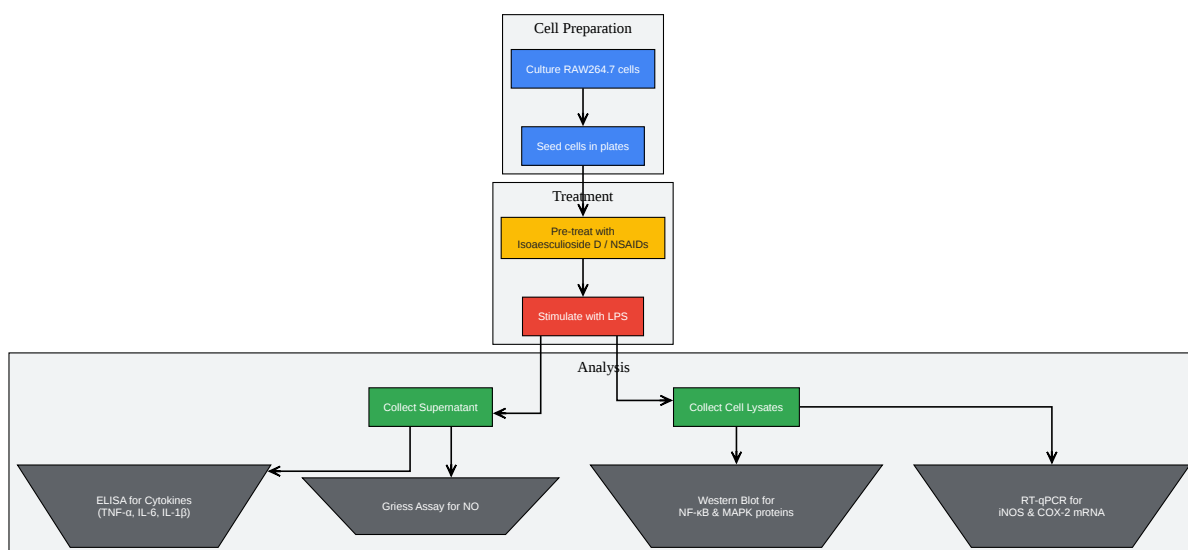 Cell Preparation
Culture RAW264.7 cells
Seed cells in plates
Treatment
Pre-treat with
Isoaesculioside D / NSAIDs
Stimulate with LPS
Analysis
Collect Supernatant
Collect Cell Lysates
ELISA for Cytokines
(TNF-α, IL-6, IL-1β)
Griess Assay for NO
Western Blot for
NF-κB & MAPK proteins
RT-qPCR for
iNOS & COX-2 mRNA